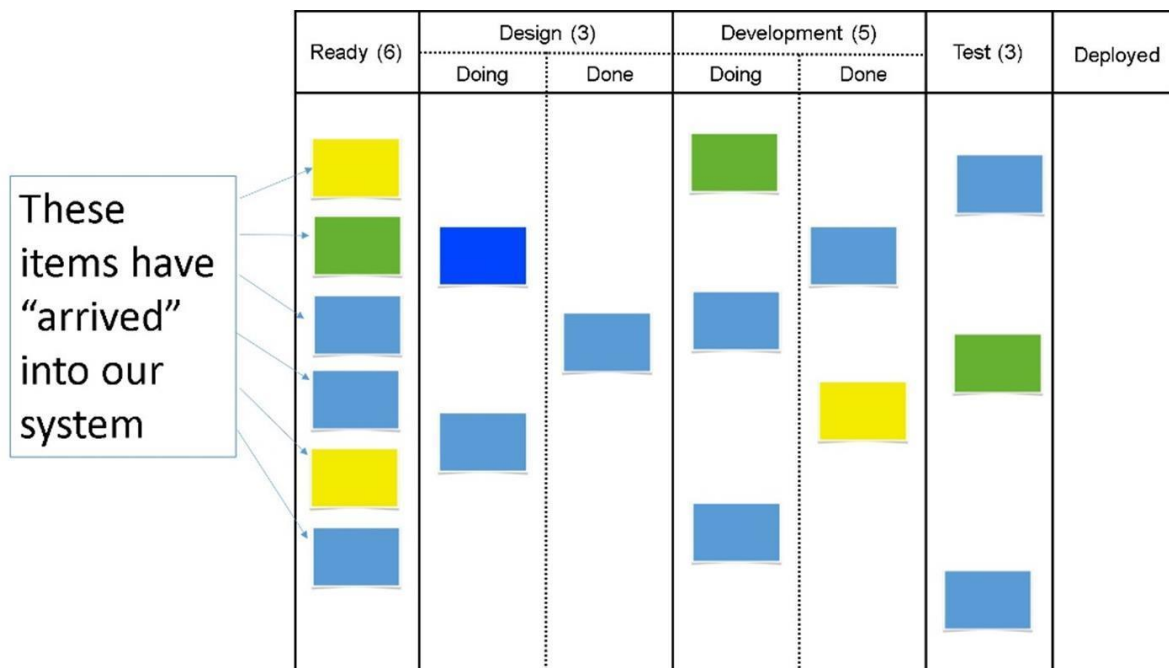 Ready (6)
Design (3)
Doing
Done
Development (5)
Doing
Done
Test (3)
Deployed
These
items have
“arrived”
into our
system